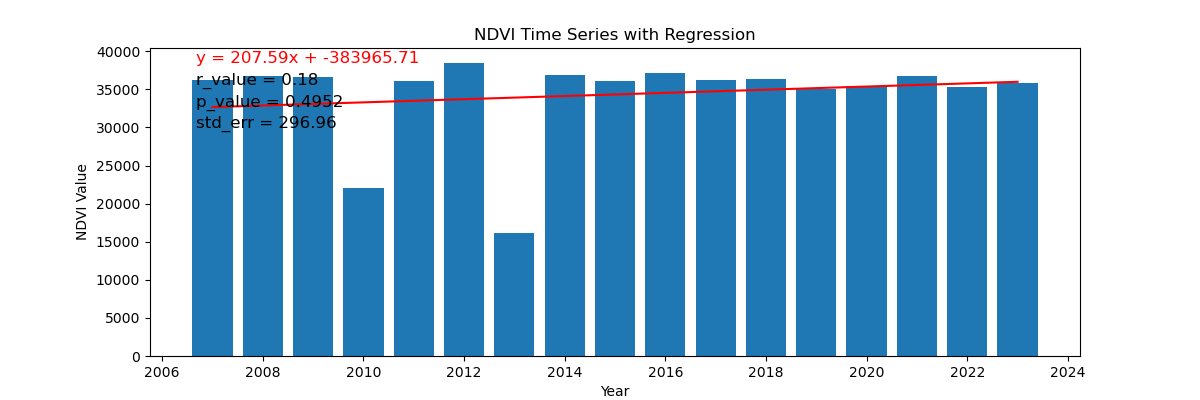 NDVI Time Series with Regression
y = 207.59x + -383965.71
r_value = 0.18
p_value = 0.4952
std_err = 296.96
NDVI Value
40000
35000
30000
25000
20000
15000
10000
5000
0
2006 2008 2010 2012 2014 2016 2018 2020 2022 2024
Year